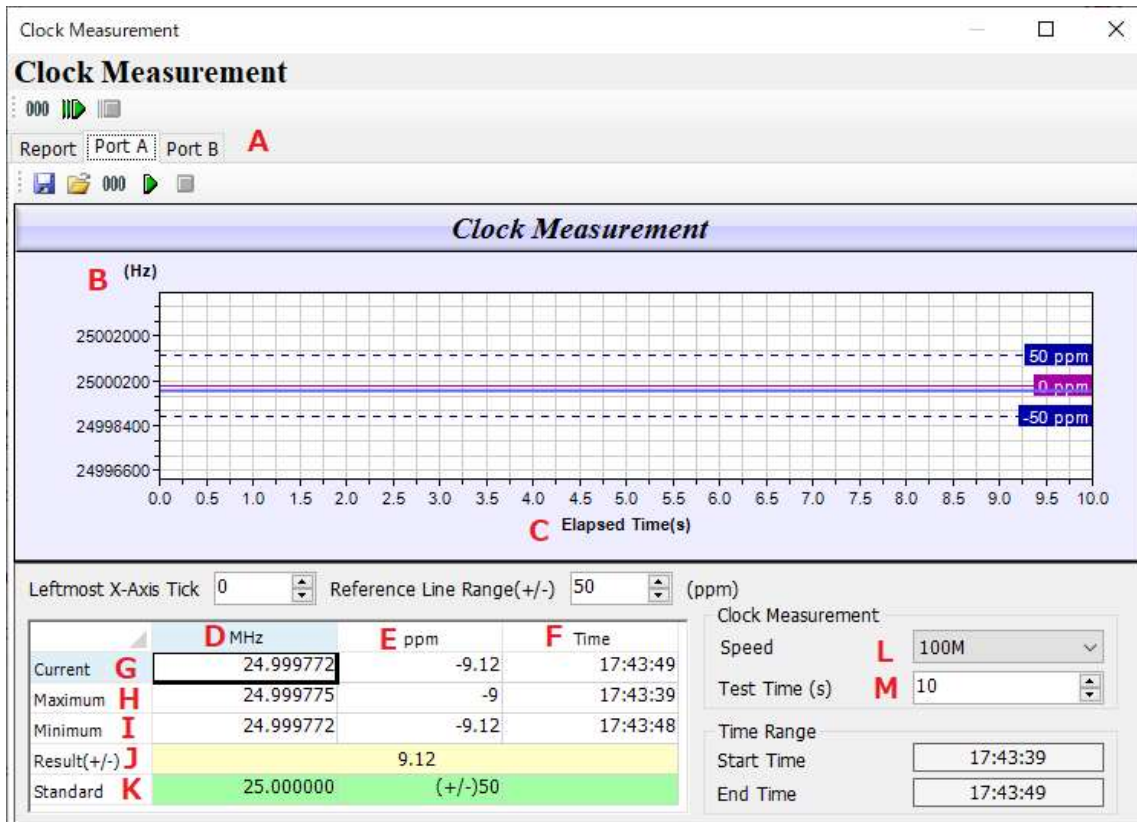 Clock Measurement
Clock Measurement
000
Report Port A Port B A
000
Clock Measurement
B (Hz)
25002000
50 ppm
25000200
0 ppm
24998400
-50 ppm
24996600
0.0 0.5 1.0 1.5 2.0 2.5 3.0 3.5 4.0 4.5 5.0 5.5 6.0 6.5 7.0 7.5 8.0 8.5 9.0 9.5 10.0
C Elapsed Time(s)
Leftmost X-Axis Tick 0 Reference Line Range(+/-) 50 (ppm)
D MHz E ppm F Time
Current G 24.999772 -9.12 17:43:49
Maximum H 24.999775 -9 17:43:39
Minimum I 24.999772 -9.12 17:43:48
Result(+/-) J 9.12
Standard K 25.000000 (+/-)50
Clock Measurement
Speed L 100M
Test Time (s) M 10
Time Range
Start Time 17:43:39
End Time 17:43:49